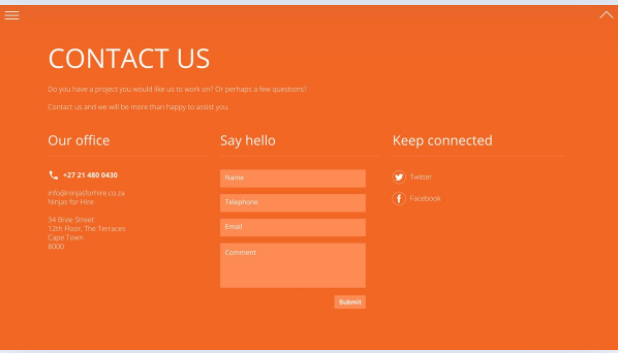 CONTACT US
Do you have a project you would like us to work on? Or perhaps a few questions?
Contact us and we will be more than happy to assist you.
Our office
+27 21 480 0430
info@ninjasforhire.co.za
Ninjas for Hire
34 Bree Street
12th Floor, The Terraces
Cape Town
8000
Say hello
Name
Telephone
Email
Comment
Submit
Keep connected
Twitter
Facebook